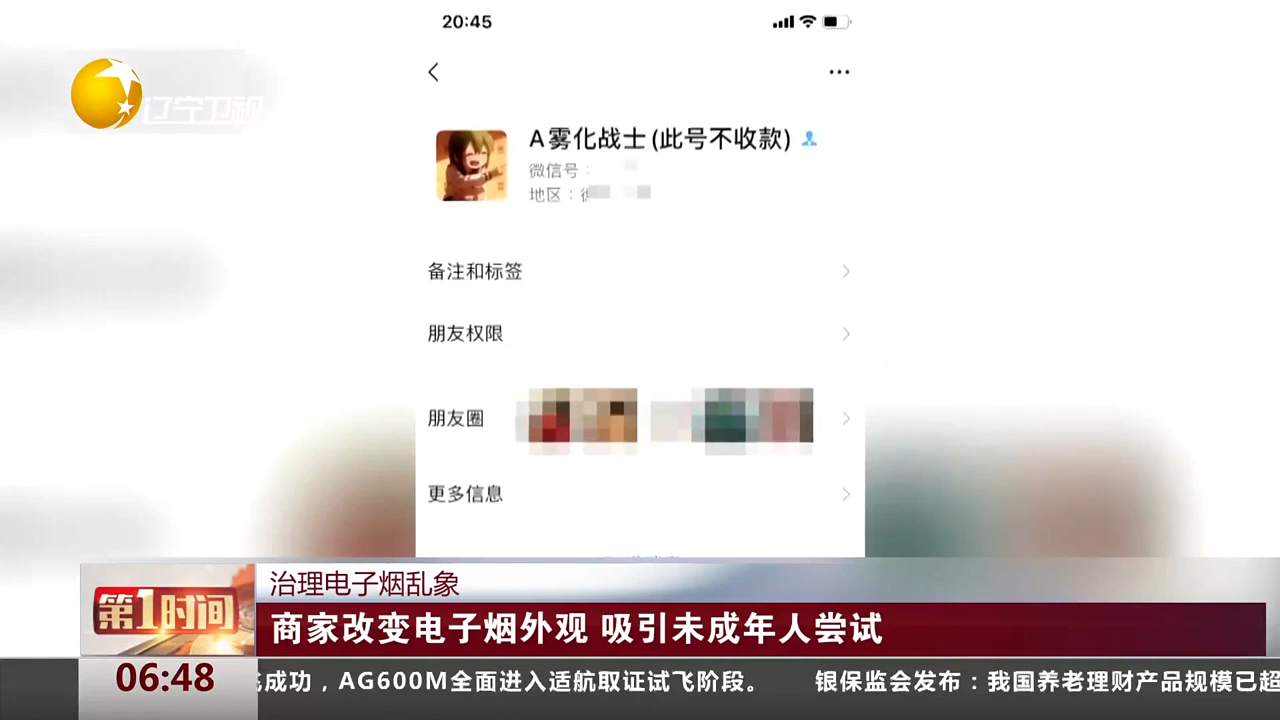 20:45
辽宁卫视
A雾化战士(此号不收款)
微信号:
地区:
备注和标签
朋友权限
朋友圈
更多信息
治理电子烟乱象
第1时间
商家改变电子烟外观 吸引未成年人尝试
06:48
成功，AG600M全面进入适航取证试飞阶段。 银保监会发布：我国养老理财产品规模已超